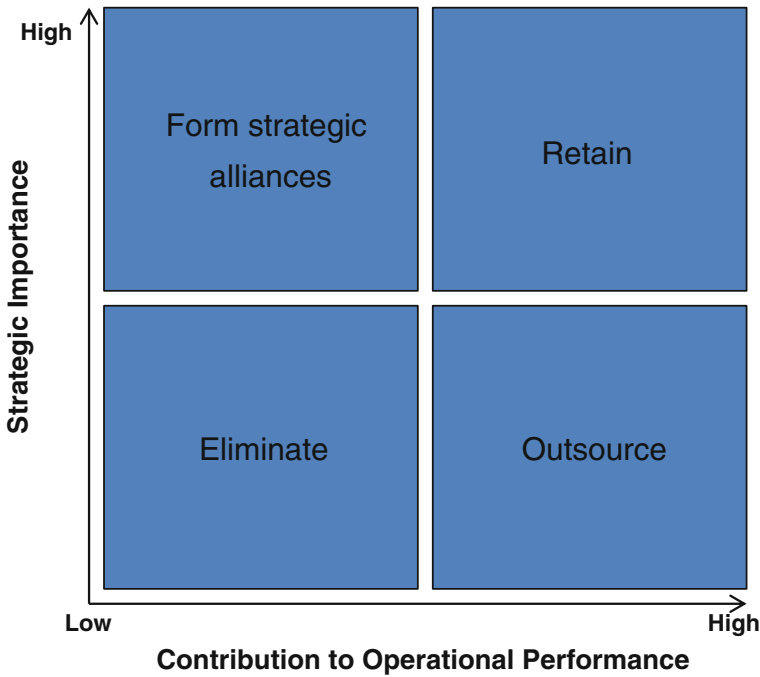 High
Form strategic
alliances
Retain
Strategic Importance
Eliminate
Outsource
Low
High
Contribution to Operational Performance